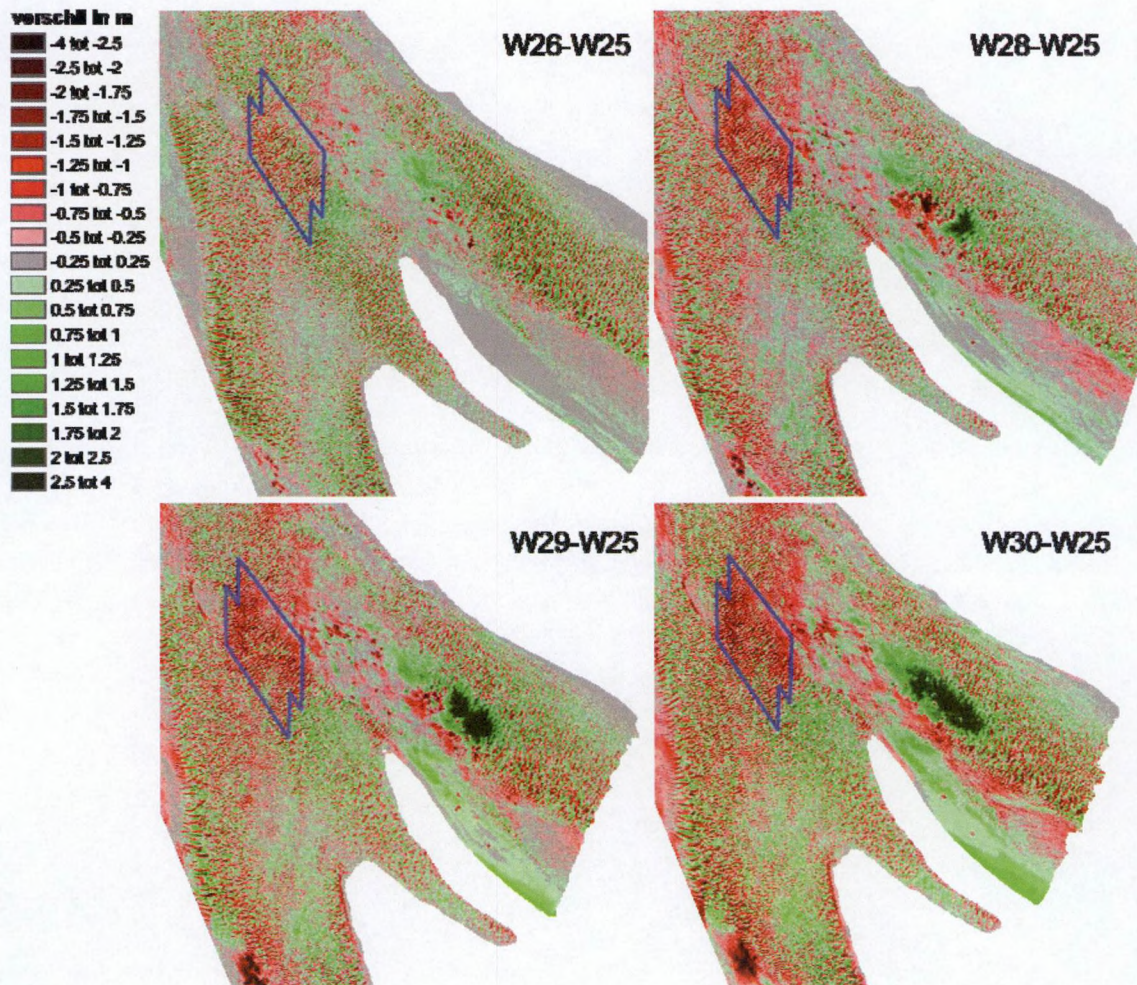 verschil in m
-4 tot -2.5
-2.5 tot -2
-2 tot -1.75
-1.75 tot -1.5
-1.5 tot -1.25
-1.25 tot -1
-1 tot -0.75
-0.75 tot -0.5
-0.5 tot -0.25
-0.25 tot 0.25
0.25 tot 0.5
0.5 tot 0.75
0.75 tot 1
1 tot 1.25
1.25 tot 1.5
1.5 tot 1.75
1.75 tot 2
2 tot 2.5
2.5 tot 4
W26-W25
W28-W25
W29-W25
W30-W25